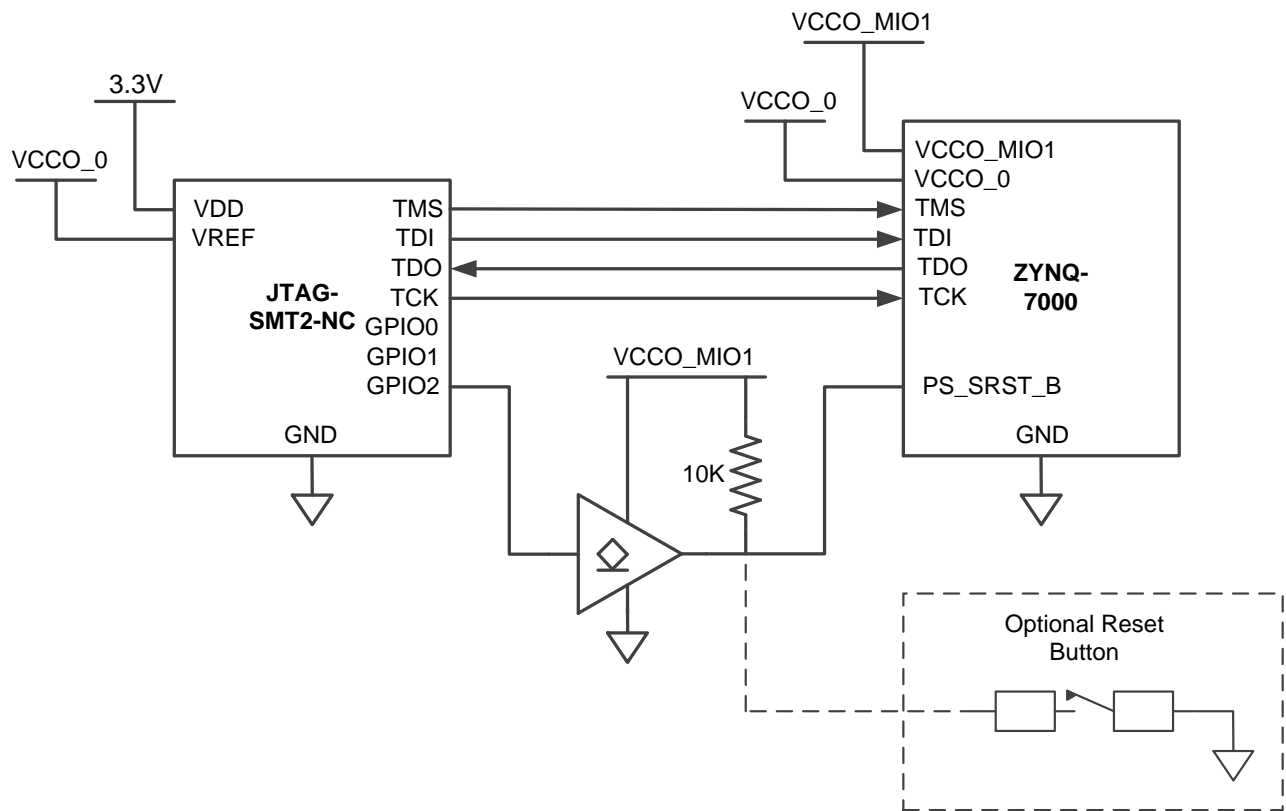 VCCO_MIO1
3.3V
VCCO_0
VCCO_0
VCCO_MIO1
VCCO_0
VDD
VREF
TMS
TDI
TDO
TCK
GPIO0
GPIO1
GPIO2
JTAG-
SMT2-NC
GND
TMS
TDI
TDO
TCK
ZYNQ-
7000
PS_SRST_B
GND
VCCO_MIO1
10K
Optional Reset
Button